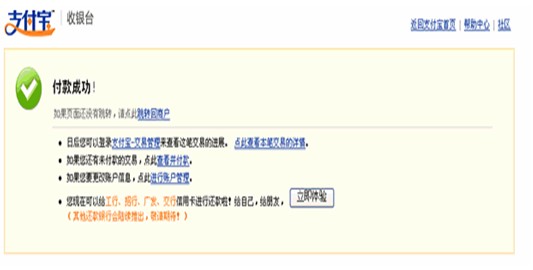 支付宝 | 收银台
返回支付宝首页 | 帮助中心 | 社区
付款成功！
如果页面还没有跳转，请点此跳转回商户
日后您可以登录支付宝-交易管理来查看这笔交易的进展。 点此查看本笔交易的详情。
如果您还有未付款的交易，点此查看并付款。
如果您要更改账户信息，点此进行账户管理。
您现在可以给工行、招行、广发、交行信用卡进行还款啦！给自己，给朋友， 立即体验
（其他还款银行会陆续推出，敬请期待！）